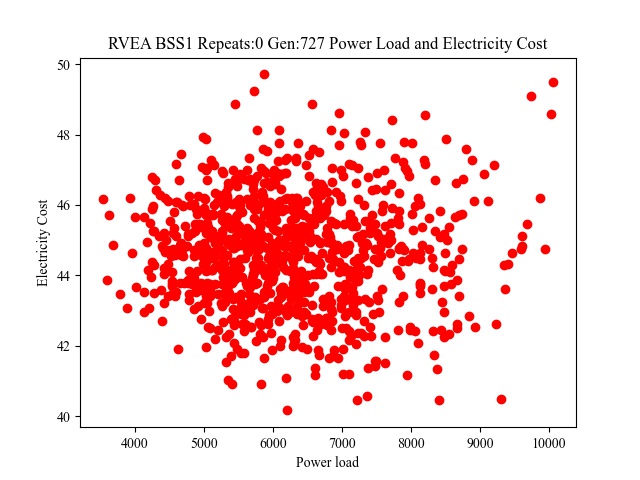 RVEA BSS1 Repeats:0 Gen:727 Power Load and Electricity Cost
50
48
46
44
42
40
Electricity Cost
4000 5000 6000 7000 8000 9000 10000
Power load